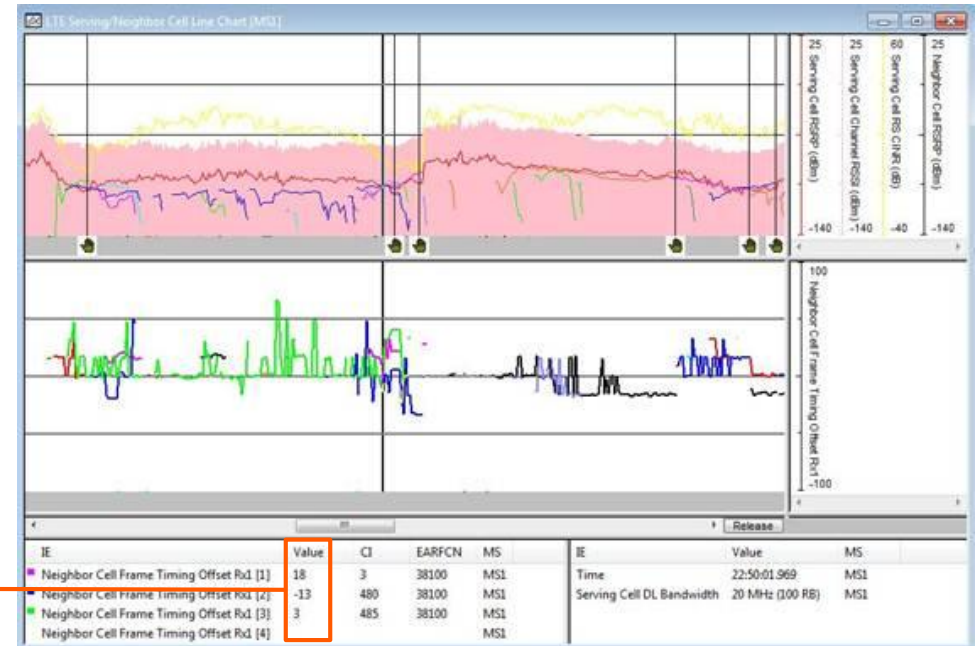 LTE Serving/Neighbor Cell Line Chart [MS1]
25 25 60 25
Serving Cell RSRP (dBm)
Serving Cell Channel RSSI (dBm)
Serving Cell RS CINR (dB)
Neighbor Cell RSRP (dBm)
-140 -140 -40 -140
100
Neighbor Cell Frame Timing Offset Rx1
-100
Release
IE Value CI EARFCN MS IE Value MS
Neighbor Cell Frame Timing Offset Rx1 [1] 18 3 38100 MS1 Time 22:50:01.969 MS1
Neighbor Cell Frame Timing Offset Rx1 [2] -13 480 38100 MS1 Serving Cell DL Bandwidth 20 MHz (100 RB) MS1
Neighbor Cell Frame Timing Offset Rx1 [3] 3 485 38100 MS1
Neighbor Cell Frame Timing Offset Rx1 [4] MS1